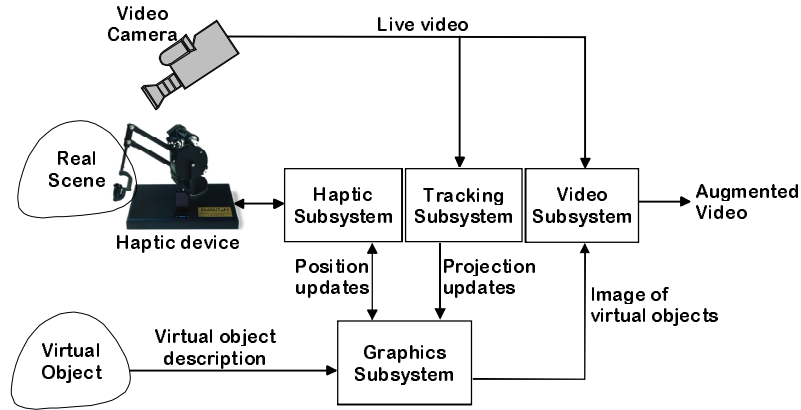 Video
Camera
Live video
Real
Scene
Haptic
Subsystem
Tracking
Subsystem
Video
Subsystem
Augmented
Video
Haptic device
Position
updates
Projection
updates
Image of
virtual objects
Virtual object
description
Virtual
Object
Graphics
Subsystem